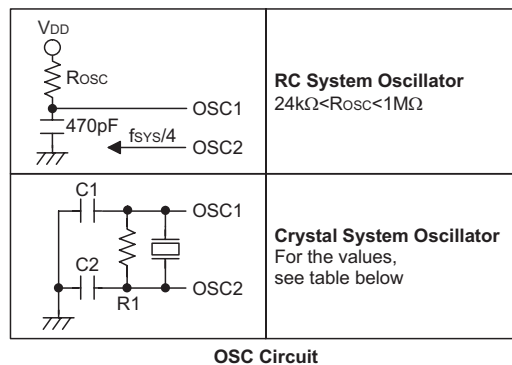 VDD
ROSC
OSC1
470pF
fSYS/4
OSC2
RC System Oscillator
24kΩ<ROSC<1MΩ
C1
OSC1
C2
OSC2
R1
Crystal System Oscillator
For the values,
see table below
OSC Circuit